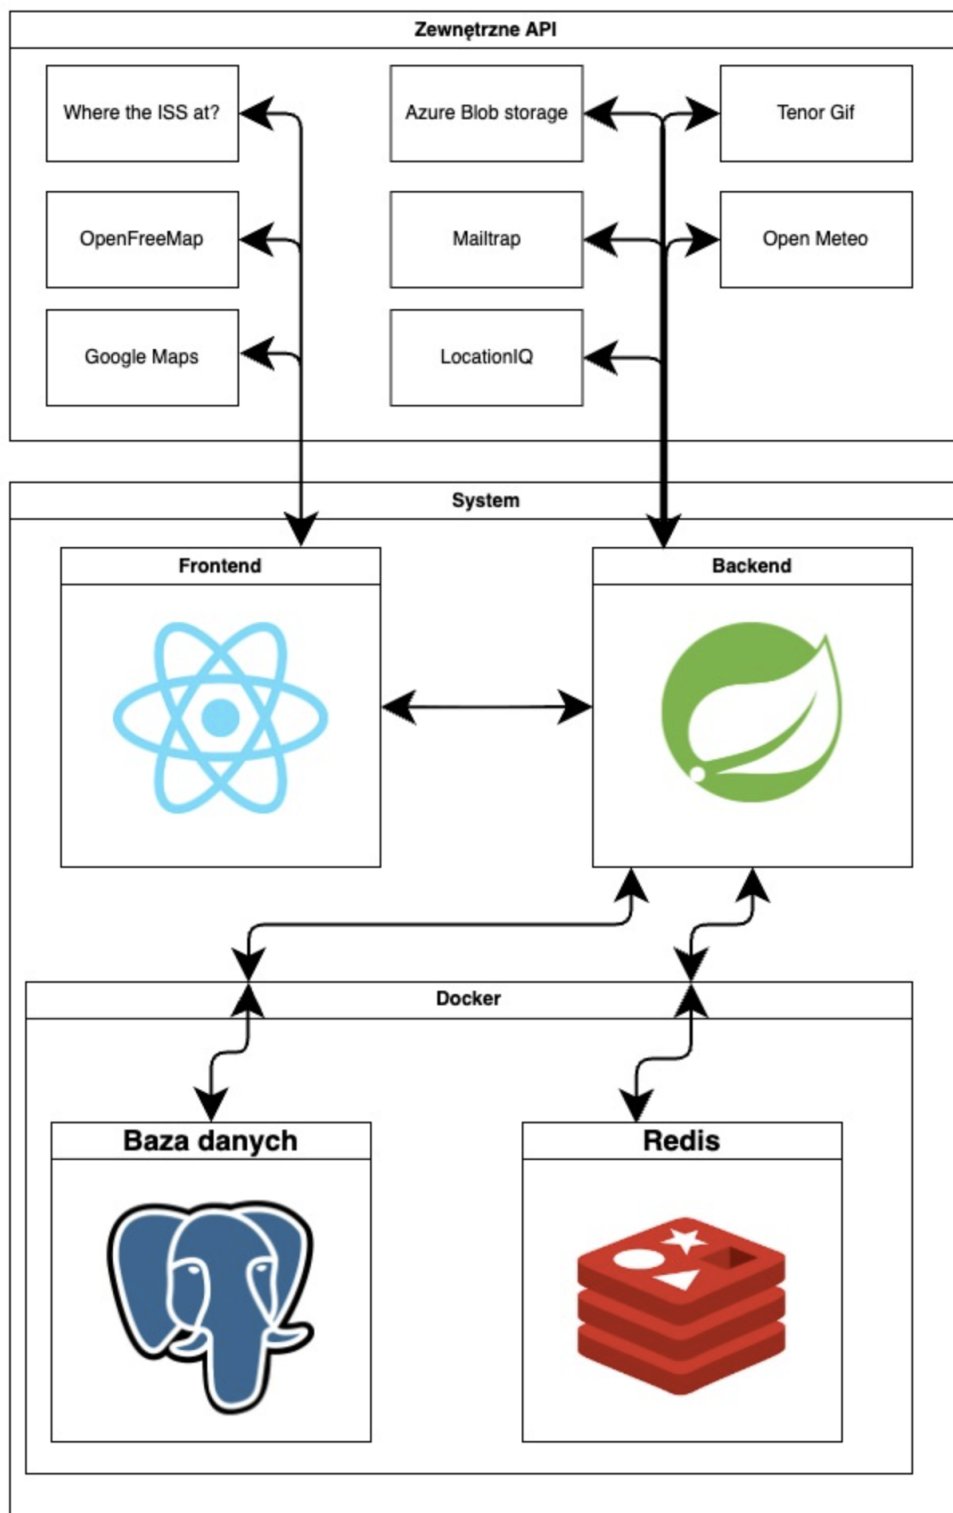 Zewnętrzne API
Where the ISS at?
Azure Blob storage
Tenor Gif
OpenFreeMap
Mailtrap
Open Meteo
Google Maps
LocationIQ
System
Frontend
Backend
Docker
Baza danych
Redis